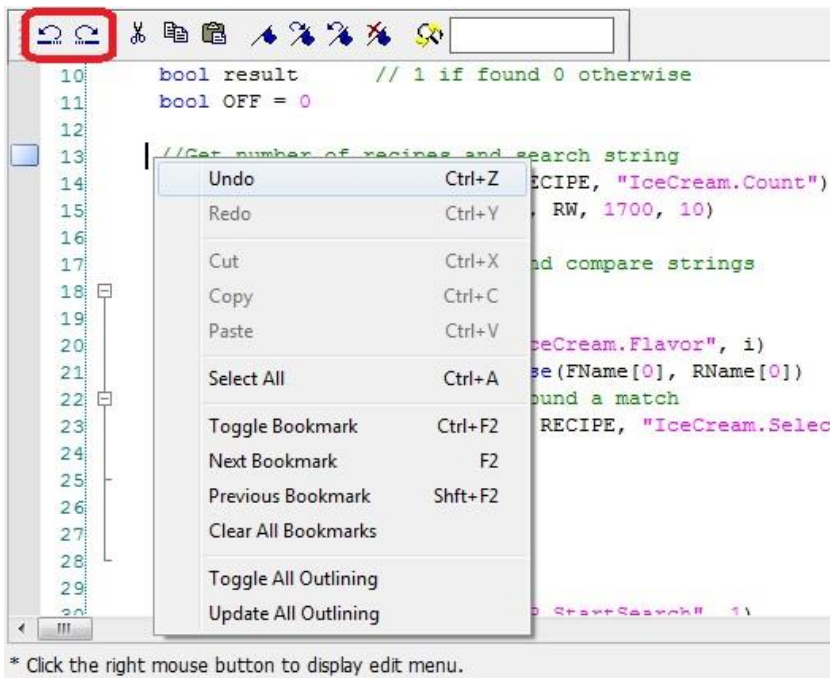 10 bool result // 1 if found 0 otherwise
11 bool OFF = 0
12
13 //Get number of recipes and search string
14 ECIPE, "IceCream.Count")
15 , RW, 1700, 10)
16
17 nd compare strings
18
19
20 ceCream.Flavor", i)
21 se(FName[0], RName[0])
22 ound a match
23 RECIPE, "IceCream.Selec
24
25
26
27
28
29
30 StartSearch", 1)
Undo Ctrl+Z
Redo Ctrl+Y
Cut Ctrl+X
Copy Ctrl+C
Paste Ctrl+V
Select All Ctrl+A
Toggle Bookmark Ctrl+F2
Next Bookmark F2
Previous Bookmark Shft+F2
Clear All Bookmarks
Toggle All Outlining
Update All Outlining
* Click the right mouse button to display edit menu.